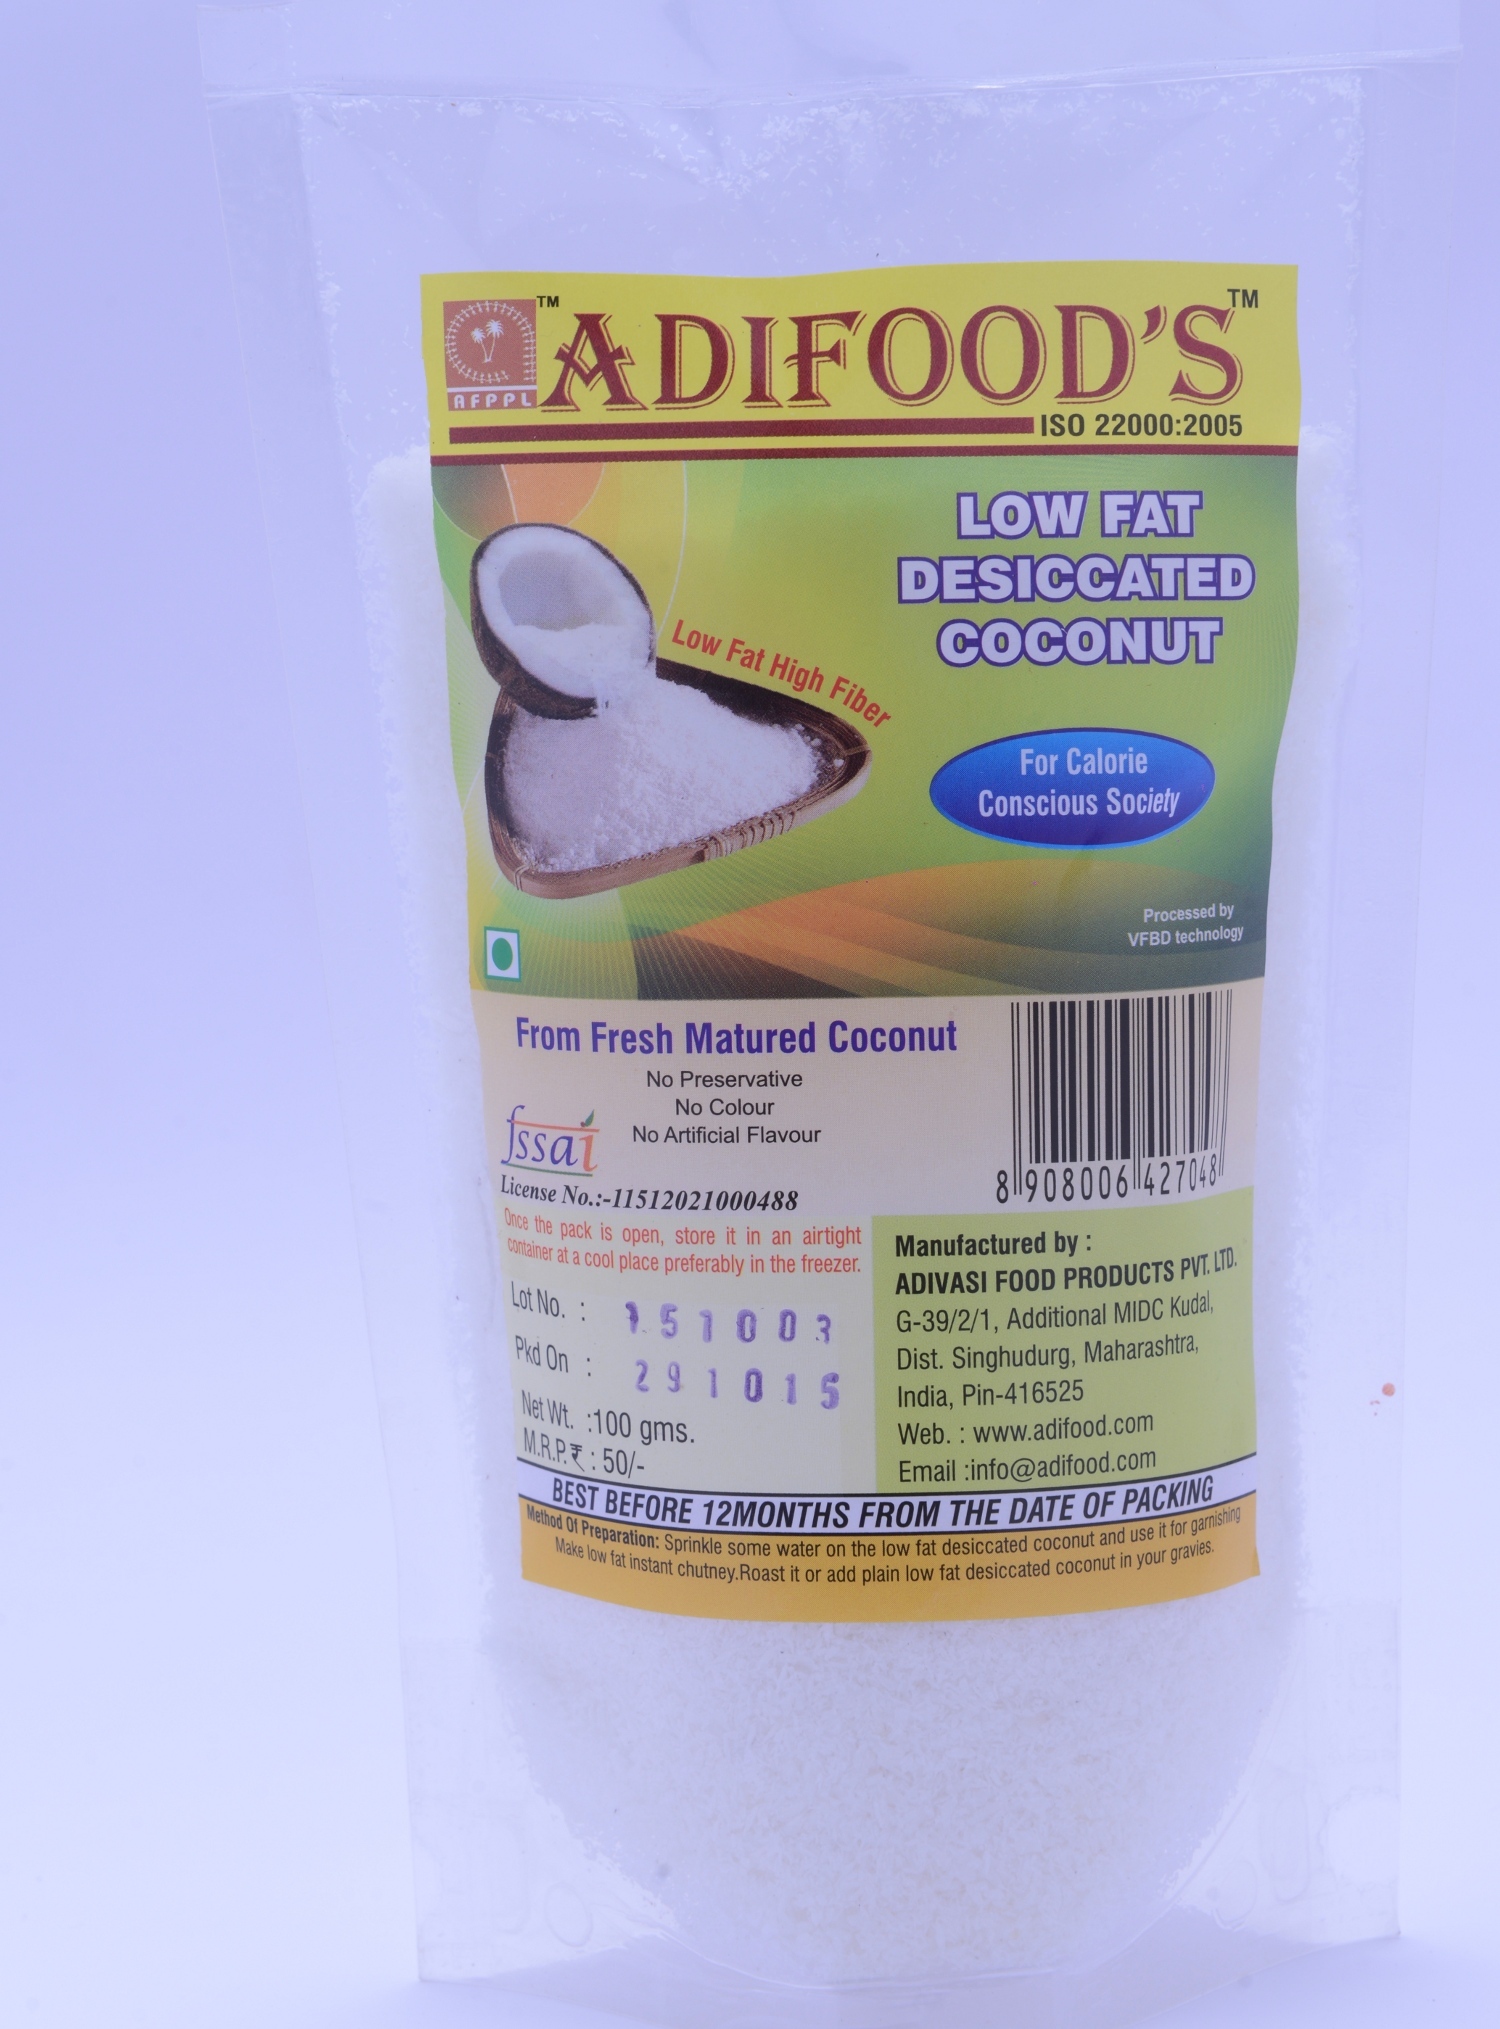 ™ ADIFOOD'S ™
AFPPL
ISO 22000:2005
LOW FAT
DESICCATED
COCONUT
Low Fat High Fiber
For Calorie
Conscious Society
Processed by
VFBD technology
From Fresh Matured Coconut
No Preservative
No Colour
No Artificial Flavour
fssai
License No.:-11512021000488
8 908006 427048
Once the pack is open, store it in an airtight
container at a cool place preferably in the freezer.
Lot No. : 151003
Pkd On : 291015
Net Wt. :100 gms.
M.R.P.₹ : 50/-
Manufactured by :
ADIVASI FOOD PRODUCTS PVT. LTD.
G-39/2/1, Additional MIDC Kudal,
Dist. Singhudurg, Maharashtra,
India, Pin-416525
Web. : www.adifood.com
Email :info@adifood.com
BEST BEFORE 12MONTHS FROM THE DATE OF PACKING
Method Of Preparation: Sprinkle some water on the low fat desiccated coconut and use it for garnishing
Make low fat instant chutney.Roast it or add plain low fat desiccated coconut in your gravies.